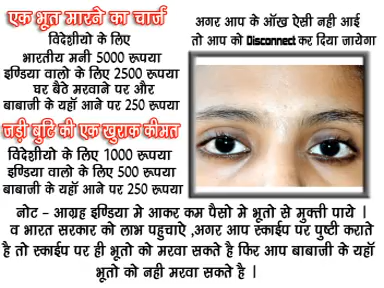 एक भूत मारने का चार्ज
विदेशीयो के लिए
भारतीय मनी 5000 रूपया
इण्डिया वालो के लिए 2500 रूपया
घर बैठे मरवाने पर और
बाबाजी के यहाँ आने पर 250 रूपया
जड़ी बुटि की एक खुराक कीमत
विदेशीयो के लिए 1000 रूपया
इण्डिया वालो के लिए 500 रूपया
बाबाजी के यहाँ आने पर 250 रूपया
अगर आप के आँख ऐसी नही आई
तो आप को Disconnect कर दिया जायेगा
नोट - आग्रह इण्डिया मे आकर कम पैसो मे भूतो से मुक्ती पाये ।
व भारत सरकार को लाभ पहुचाऐ ,अगर आप स्काईप पर पुष्टी कराते
है तो स्काईप पर ही भूतो को मरवा सकते है फिर आप बाबाजी के यहाँ
भूतो को नही मरवा सकते है ।